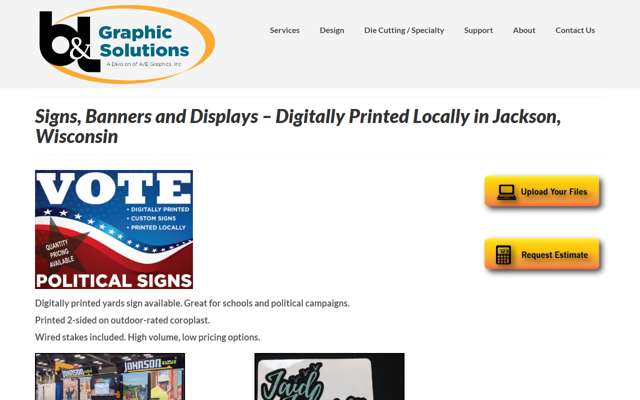 b&l Graphic Solutions
A Division of A/E Graphics, Inc.
Services Design Die Cutting / Specialty Support About Contact Us
Signs, Banners and Displays – Digitally Printed Locally in Jackson,
Wisconsin
VOTE
• DIGITALLY PRINTED
• CUSTOM SIGNS
• PRINTED LOCALLY
QUANTITY
PRICING
AVAILABLE
POLITICAL SIGNS
Upload Your Files
Request Estimate
Digitally printed yards sign available. Great for schools and political campaigns.
Printed 2-sided on outdoor-rated coroplast.
Wired stakes included. High volume, low pricing options.
JOHNSON
JOHNSON